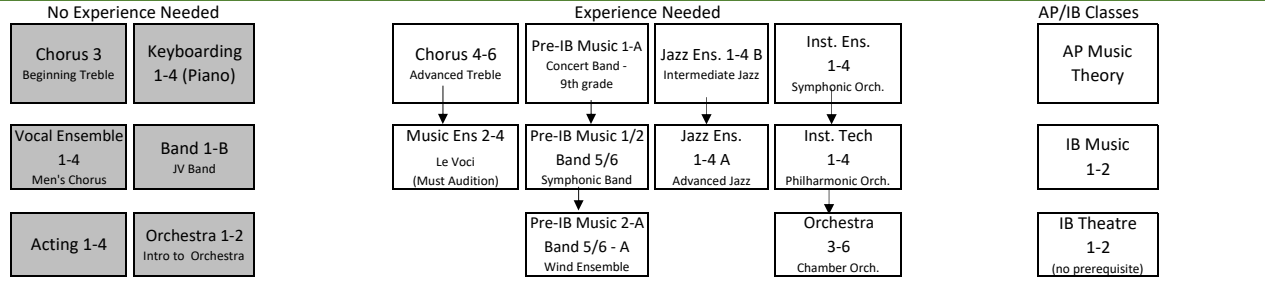 No Experience Needed
Experience Needed
AP/IB Classes
Chorus 3
Beginning Treble
Keyboarding
1-4 (Piano)
Chorus 4-6
Advanced Treble
Pre-IB Music 1-A
Concert Band -
9th grade
Jazz Ens. 1-4 B
Intermediate Jazz
Inst. Ens.
1-4
Symphonic Orch.
AP Music
Theory
Vocal Ensemble
1-4
Men's Chorus
Band 1-B
JV Band
Music Ens 2-4
Le Voci
(Must Audition)
Pre-IB Music 1/2
Band 5/6
Symphonic Band
Jazz Ens.
1-4 A
Advanced Jazz
Inst. Tech
1-4
Philharmonic Orch.
IB Music
1-2
Acting 1-4
Orchestra 1-2
Intro to Orchestra
Pre-IB Music 2-A
Band 5/6 - A
Wind Ensemble
Orchestra
3-6
Chamber Orch.
IB Theatre
1-2
(no prerequisite)